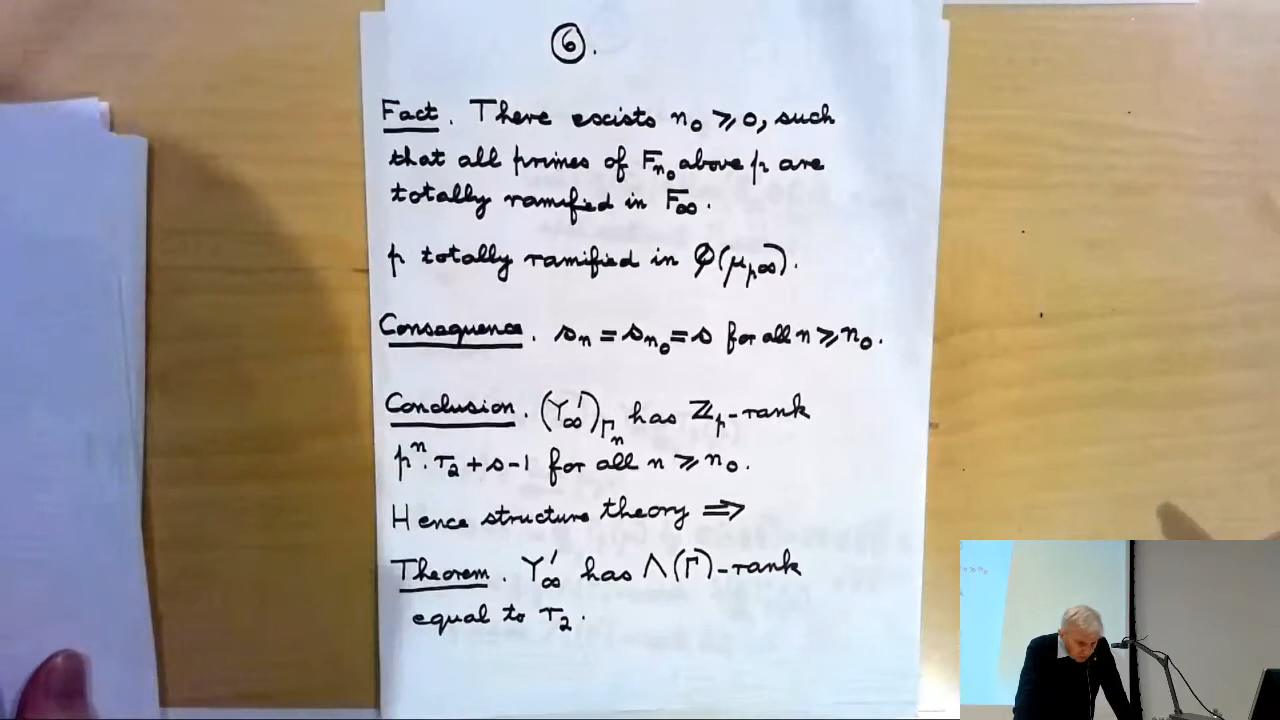 ⑥.
Fact. There exists n₀ ⩾ 0, such
that all primes of F_{n₀} above p are
totally ramified in F_∞.
p totally ramified in ℚ(μ_{p^∞}).
Consequence. s_n = s_{n₀} = s for all n ⩾ n₀.
Conclusion. (Y'_∞)_{Γ_n} has ℤ_p-rank
pⁿ. r₂ + s - 1 for all n ⩾ n₀.
Hence structure theory ⟹
Theorem. Y'_∞ has Λ(Γ)-rank
equal to r₂.